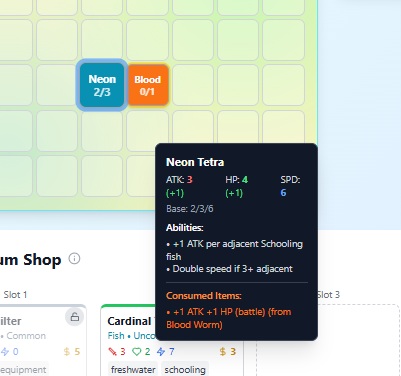 Neon
2/3
Blood
0/1
Neon Tetra
ATK: 3 (+1)
HP: 4 (+1)
SPD: 6
Base: 2/3/6
Abilities:
• +1 ATK per adjacent Schooling
fish
• Double speed if 3+ adjacent
Consumed Items:
• +1 ATK +1 HP (battle) (from
Blood Worm)
um Shop
Slot 1
Slot 3
ilter
• Common
0
$ 5
equipment
Cardinal
Fish • Unco
3 2 7
$ 3
freshwater schooling